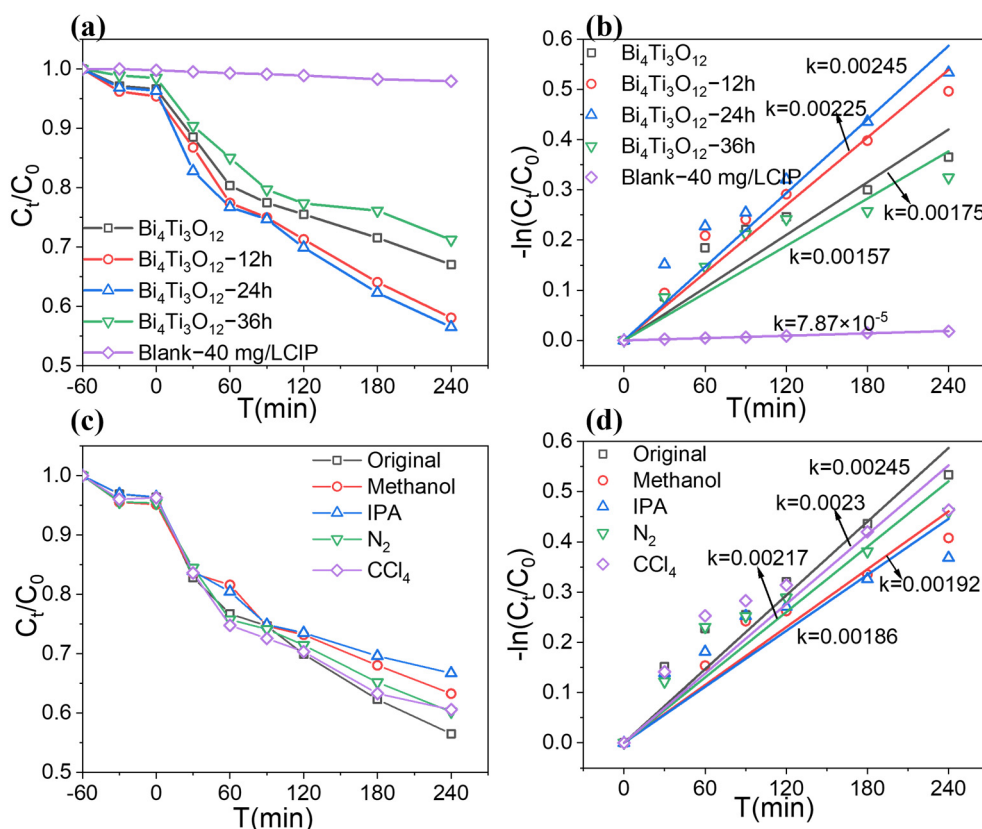 (a)
1.0
0.9
0.8
0.7
0.6
0.5
Cₜ/C₀
Bi₄Ti₃O₁₂
Bi₄Ti₃O₁₂−12h
Bi₄Ti₃O₁₂−24h
Bi₄Ti₃O₁₂−36h
Blank−40 mg/LCIP
-60 0 60 120 180 240
T(min)
(b)
0.6
0.5
0.4
0.3
0.2
0.1
0.0
-ln(Cₜ/C₀)
Bi₄Ti₃O₁₂
Bi₄Ti₃O₁₂−12h
Bi₄Ti₃O₁₂−24h
Bi₄Ti₃O₁₂−36h
Blank−40 mg/LCIP
k=0.00245
k=0.00225
k=0.00175
k=0.00157
k=7.87×10⁻⁵
0 60 120 180 240
T(min)
(c)
1.0
0.9
0.8
0.7
0.6
0.5
Cₜ/C₀
Original
Methanol
IPA
N₂
CCl₄
-60 0 60 120 180 240
T(min)
(d)
0.6
0.5
0.4
0.3
0.2
0.1
0.0
-ln(Cₜ/C₀)
Original
Methanol
IPA
N₂
CCl₄
k=0.00245
k=0.0023
k=0.00217
k=0.00192
k=0.00186
0 60 120 180 240
T(min)